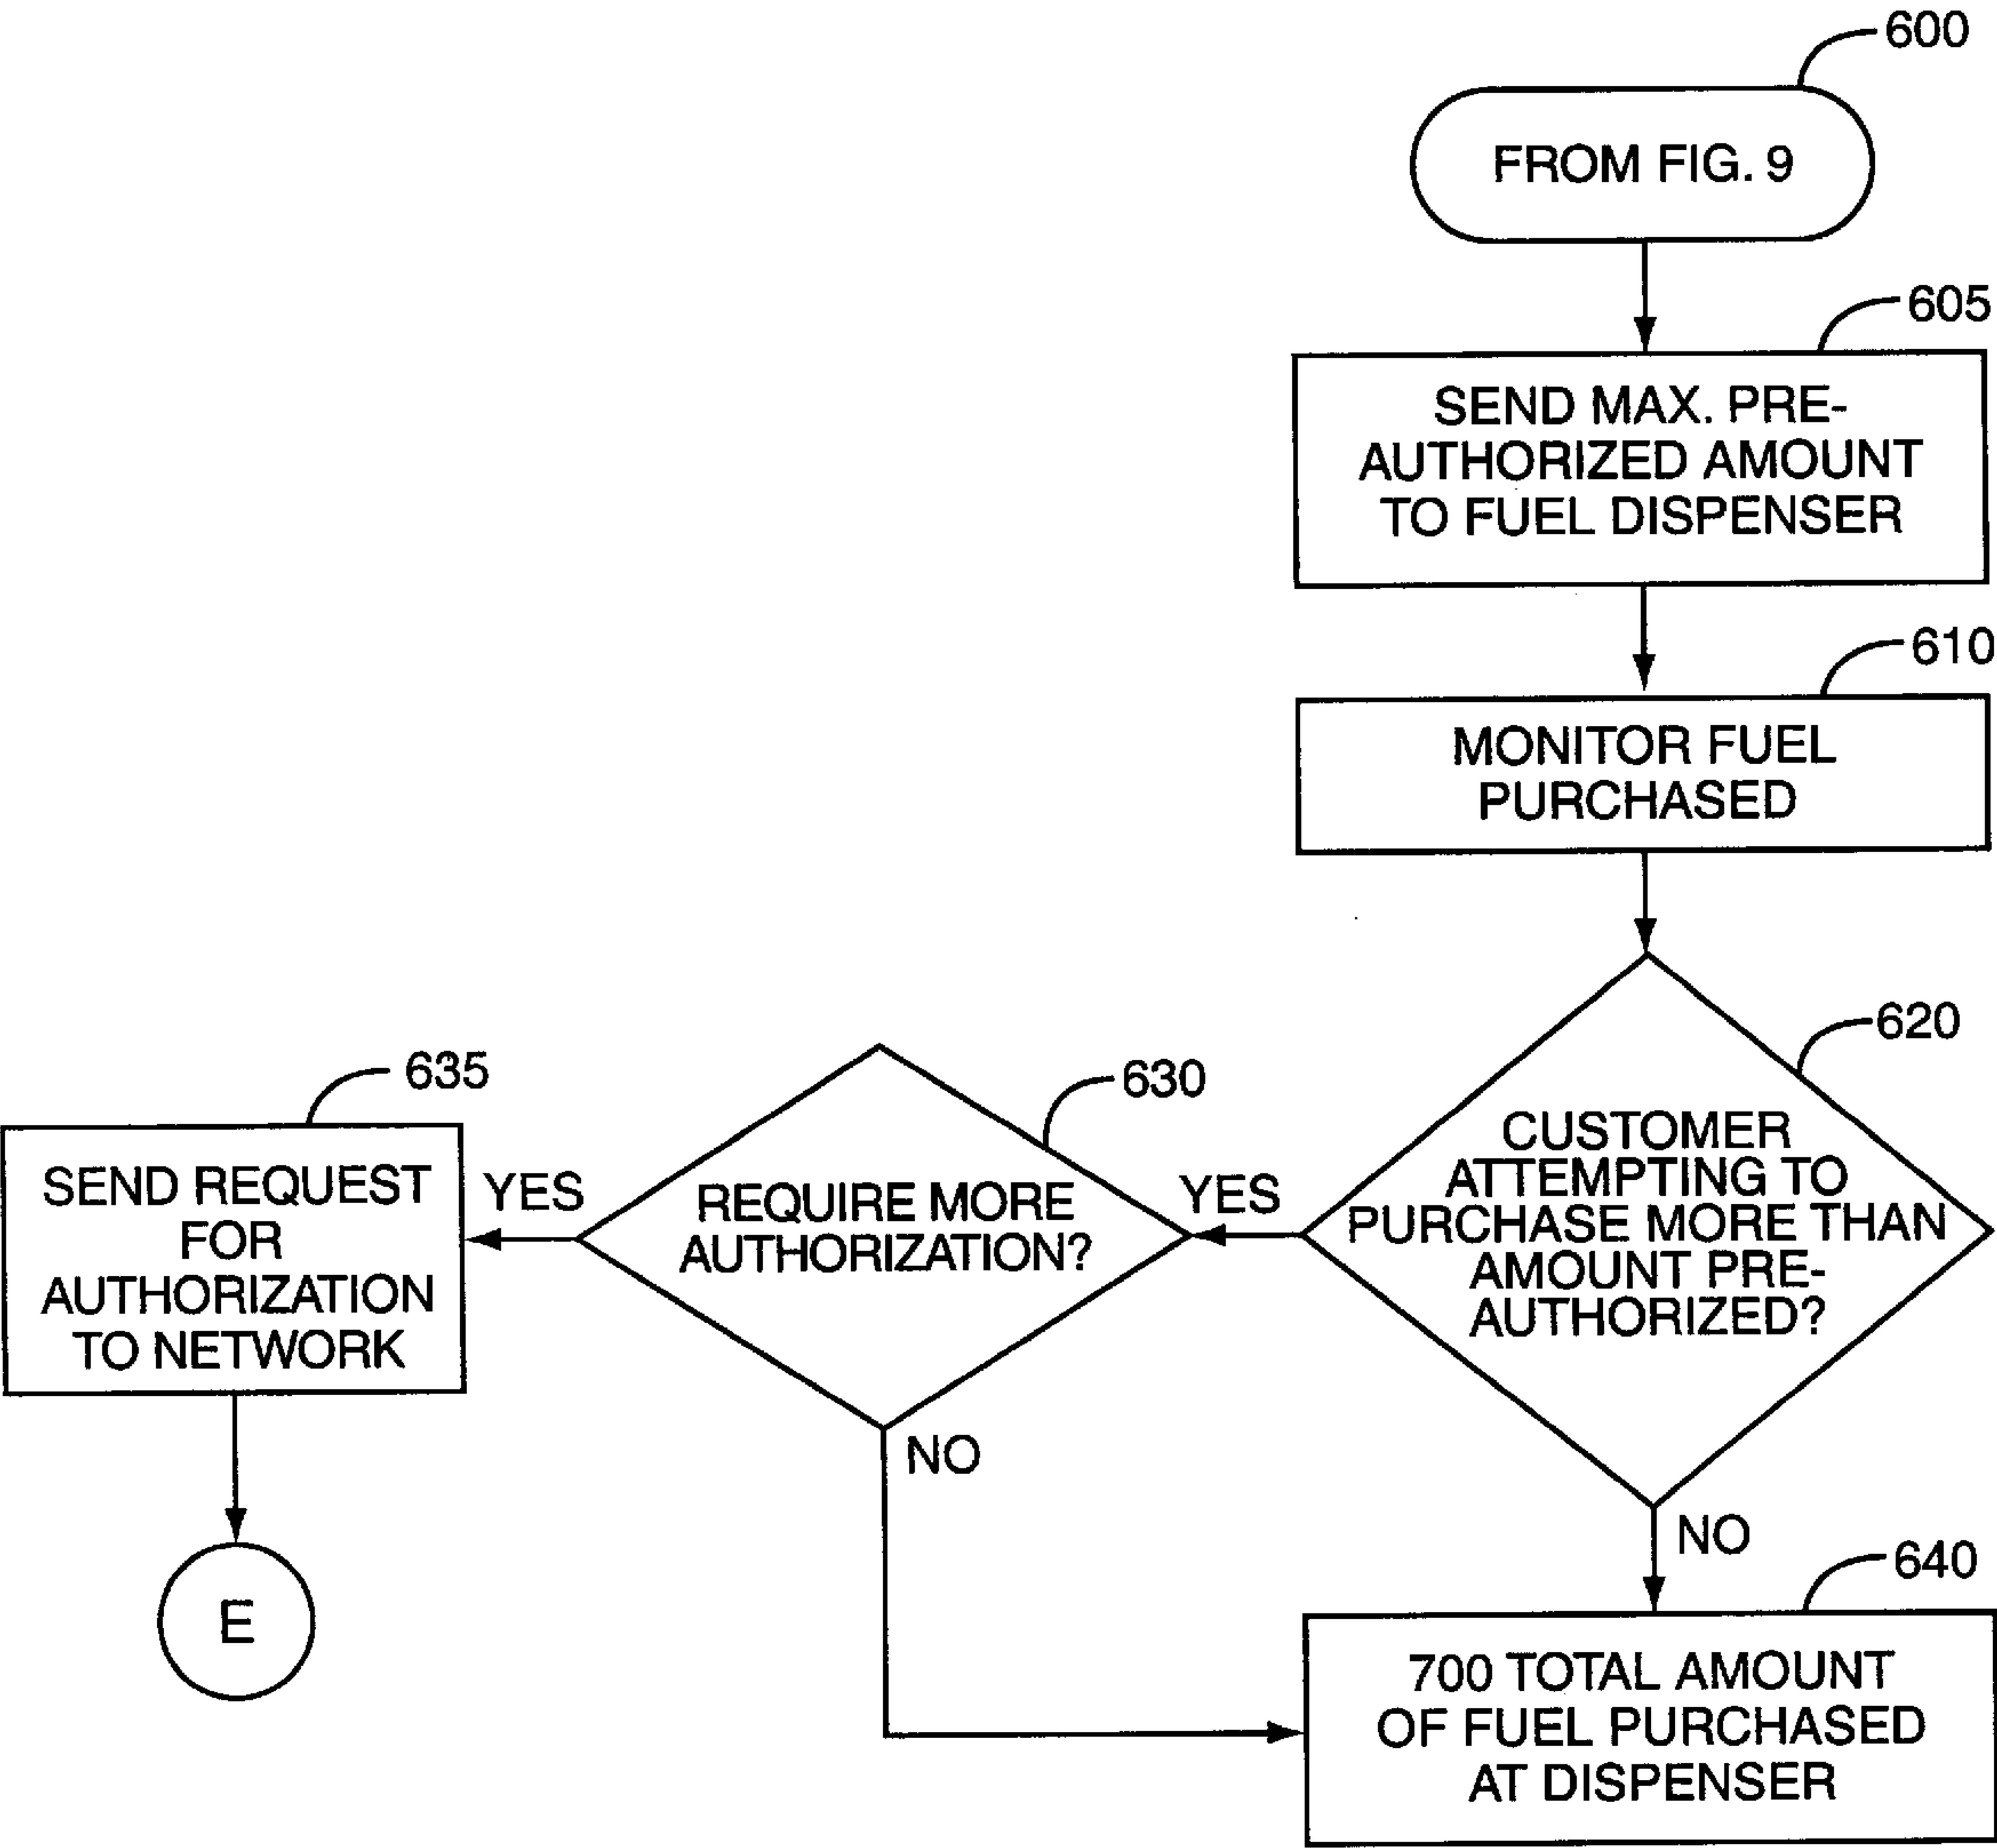 600
FROM FIG. 9
605
SEND MAX. PRE-
AUTHORIZED AMOUNT
TO FUEL DISPENSER
610
MONITOR FUEL
PURCHASED
620
CUSTOMER
ATTEMPTING TO
PURCHASE MORE THAN
AMOUNT PRE-
AUTHORIZED?
YES
630
REQUIRE MORE
AUTHORIZATION?
YES
635
SEND REQUEST
FOR
AUTHORIZATION
TO NETWORK
E
NO
NO
640
700 TOTAL AMOUNT
OF FUEL PURCHASED
AT DISPENSER